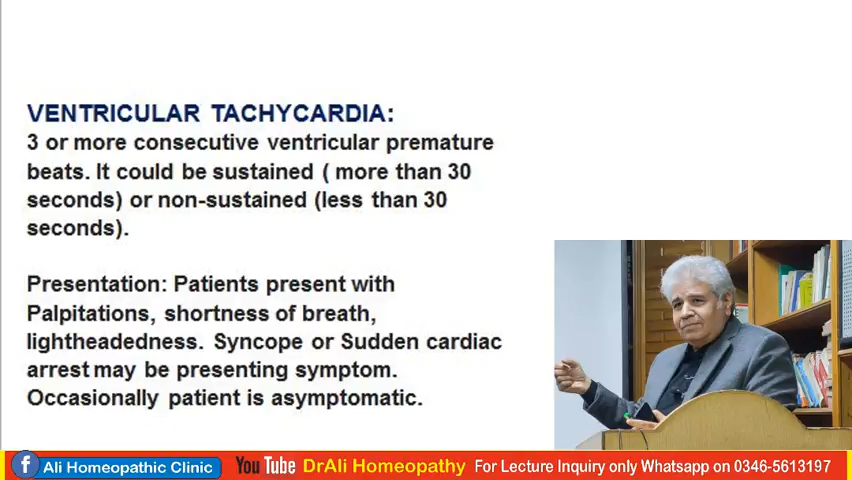 VENTRICULAR TACHYCARDIA:
3 or more consecutive ventricular premature
beats. It could be sustained ( more than 30
seconds) or non-sustained (less than 30
seconds).
Presentation: Patients present with
Palpitations, shortness of breath,
lightheadedness. Syncope or Sudden cardiac
arrest may be presenting symptom.
Occasionally patient is asymptomatic.
f Ali Homeopathic Clinic You Tube DrAli Homeopathy For Lecture Inquiry only Whatsapp on 0346-5613197